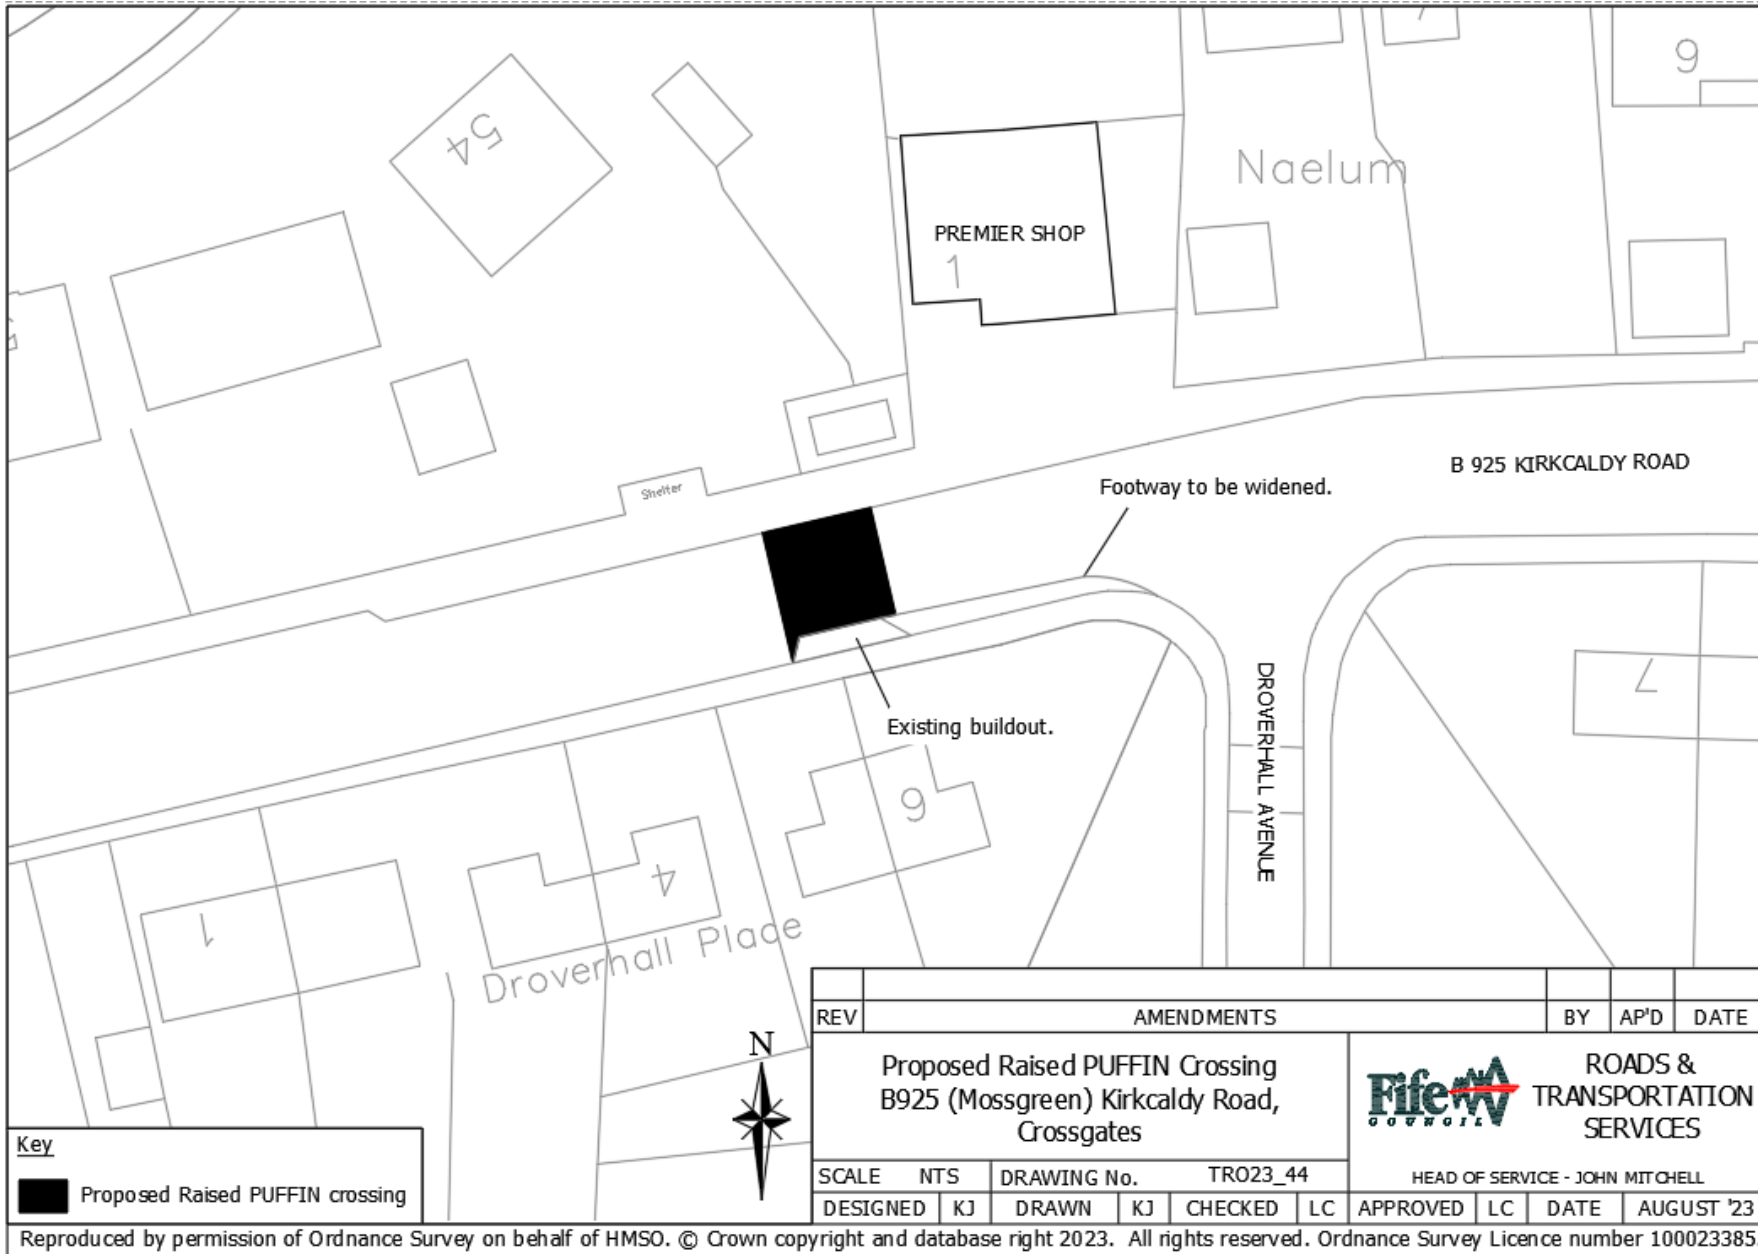 54
9
Naelum
PREMIER SHOP
1
B 925 KIRKCALDY ROAD
Footway to be widened.
Shelter
Existing buildout.
DROVERHALL AVENUE
7
6
4
1
Droverhall Place
N
REV AMENDMENTS BY AP'D DATE
Proposed Raised PUFFIN Crossing
B925 (Mossgreen) Kirkcaldy Road,
Crossgates
Fife
COUNCIL
ROADS &
TRANSPORTATION
SERVICES
SCALE NTS DRAWING No. TRO23_44
HEAD OF SERVICE - JOHN MITCHELL
DESIGNED KJ DRAWN KJ CHECKED LC APPROVED LC DATE AUGUST '23
Key
Proposed Raised PUFFIN crossing
Reproduced by permission of Ordnance Survey on behalf of HMSO. © Crown copyright and database right 2023. All rights reserved. Ordnance Survey Licence number 100023385